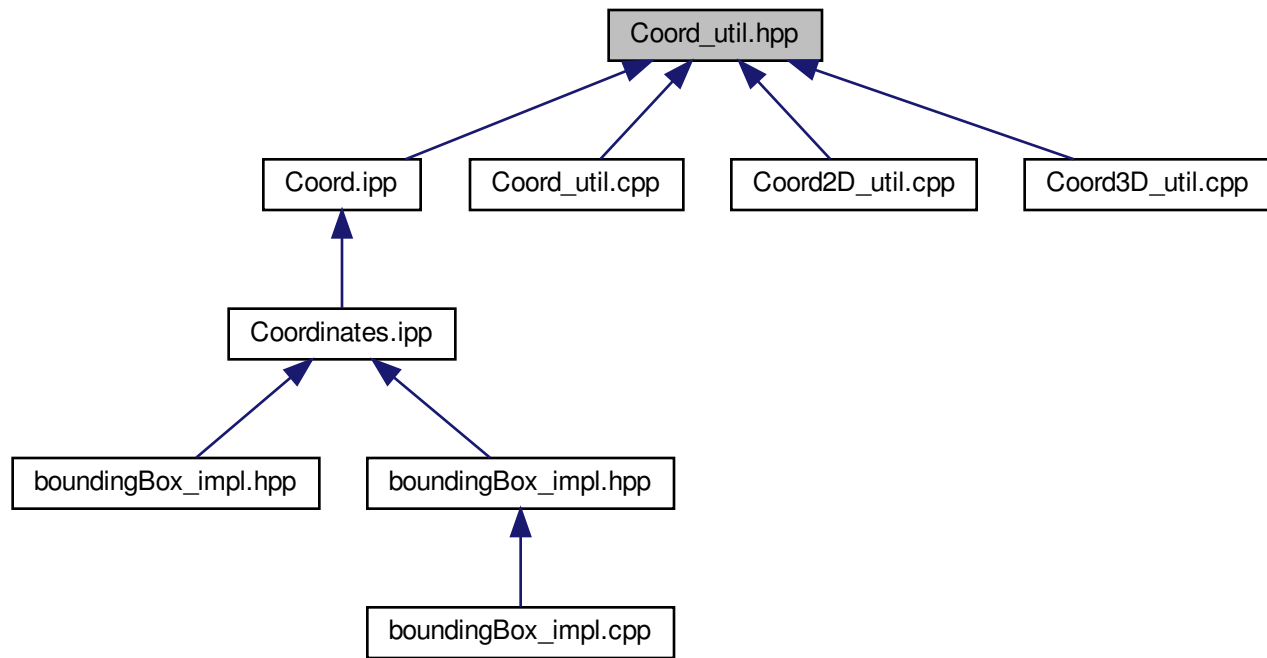 Coord_util.hpp
Coord.ipp
Coord_util.cpp
Coord2D_util.cpp
Coord3D_util.cpp
Coordinates.ipp
boundingBox_impl.hpp
boundingBox_impl.hpp
boundingBox_impl.cpp